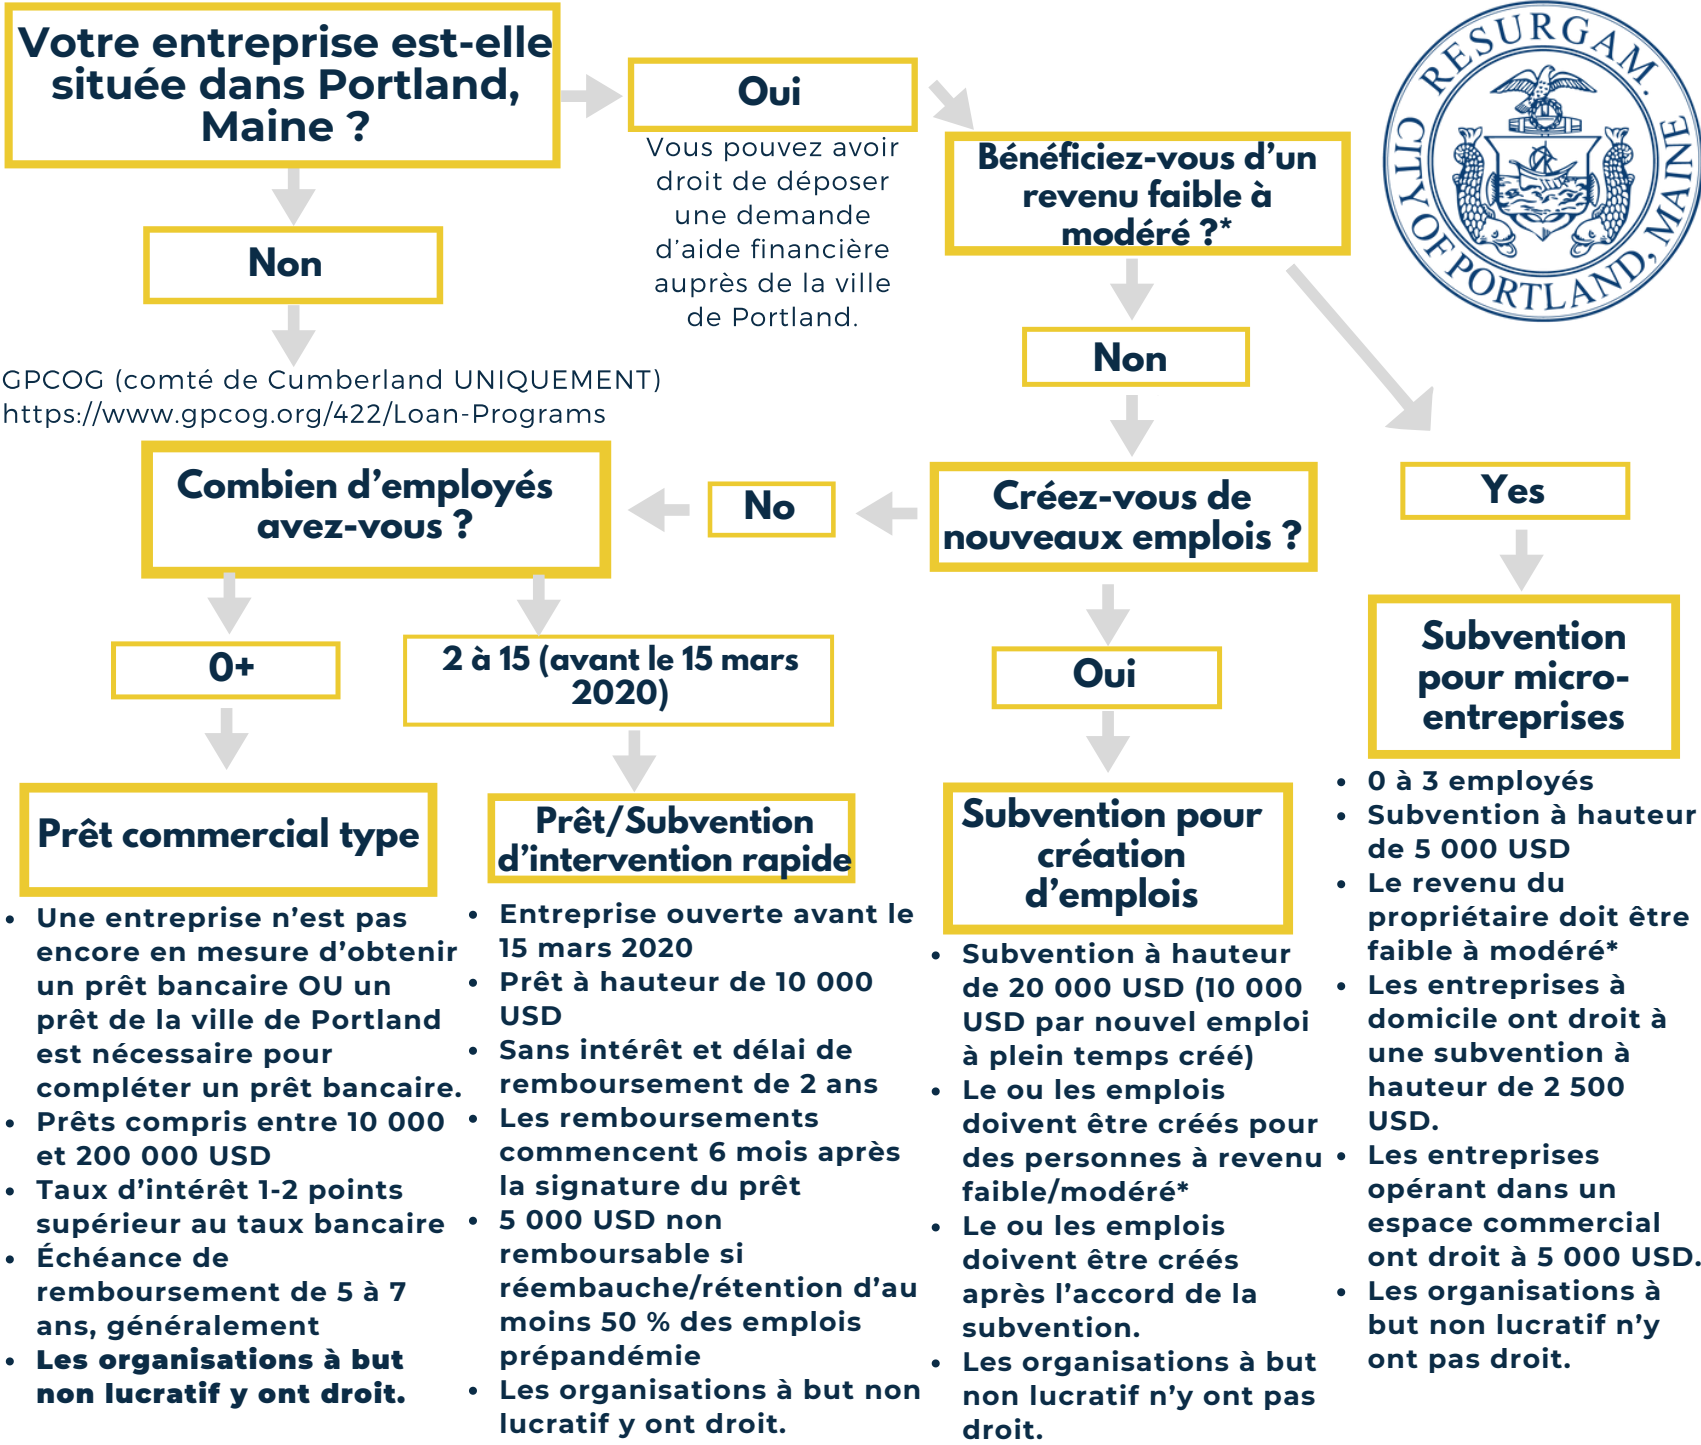 Votre entreprise est-elle
située dans Portland,
Maine ?
Oui
Vous pouvez avoir
droit de déposer
une demande
d'aide financière
auprès de la ville
de Portland.
Bénéficiez-vous d'un
revenu faible à
modéré ?*
RESURGAM.
CITY OF PORTLAND, MAINE
Non
GPCOG (comté de Cumberland UNIQUEMENT)
https://www.gpcog.org/422/Loan-Programs
Non
Yes
Créez-vous de
nouveaux emplois ?
No
Combien d'employés
avez-vous ?
0+
2 à 15 (avant le 15 mars
2020)
Oui
Prêt commercial type
• Une entreprise n'est pas
encore en mesure d'obtenir
un prêt bancaire OU un
prêt de la ville de Portland
est nécessaire pour
compléter un prêt bancaire.
• Prêts compris entre 10 000
et 200 000 USD
• Taux d'intérêt 1-2 points
supérieur au taux bancaire
• Échéance de
remboursement de 5 à 7
ans, généralement
• Les organisations à but
non lucratif y ont droit.
Prêt/Subvention
d'intervention rapide
• Entreprise ouverte avant le
15 mars 2020
• Prêt à hauteur de 10 000
USD
• Sans intérêt et délai de
remboursement de 2 ans
• Les remboursements
commencent 6 mois après
la signature du prêt
• 5 000 USD non
remboursable si
réembauche/rétention d'au
moins 50 % des emplois
prépandémie
• Les organisations à but non
lucratif y ont droit.
Subvention pour
création
d'emplois
• Subvention à hauteur
de 20 000 USD (10 000
USD par nouvel emploi
à plein temps créé)
• Le ou les emplois
doivent être créés pour
des personnes à revenu
faible/modéré*
• Le ou les emplois
doivent être créés
après l'accord de la
subvention.
• Les organisations à but
non lucratif n'y ont pas
droit.
Subvention
pour micro-
entreprises
• 0 à 3 employés
• Subvention à hauteur
de 5 000 USD
• Le revenu du
propriétaire doit être
faible à modéré*
• Les entreprises à
domicile ont droit à
une subvention à
hauteur de 2 500
USD.
• Les entreprises
opérant dans un
espace commercial
ont droit à 5 000 USD.
• Les organisations à
but non lucratif n'y
ont pas droit.